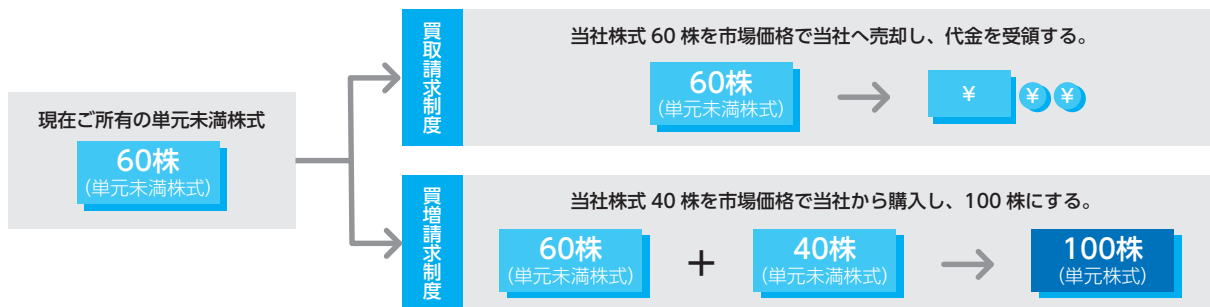 現在ご所有の単元未満株式
60株
(単元未満株式)
買取請求制度
当社株式 60 株を市場価格で当社へ売却し、代金を受領する。
60株
(単元未満株式)
¥
¥
¥
買増請求制度
当社株式 40 株を市場価格で当社から購入し、100 株にする。
60株
(単元未満株式)
+
40株
(単元未満株式)
100株
(単元株式)